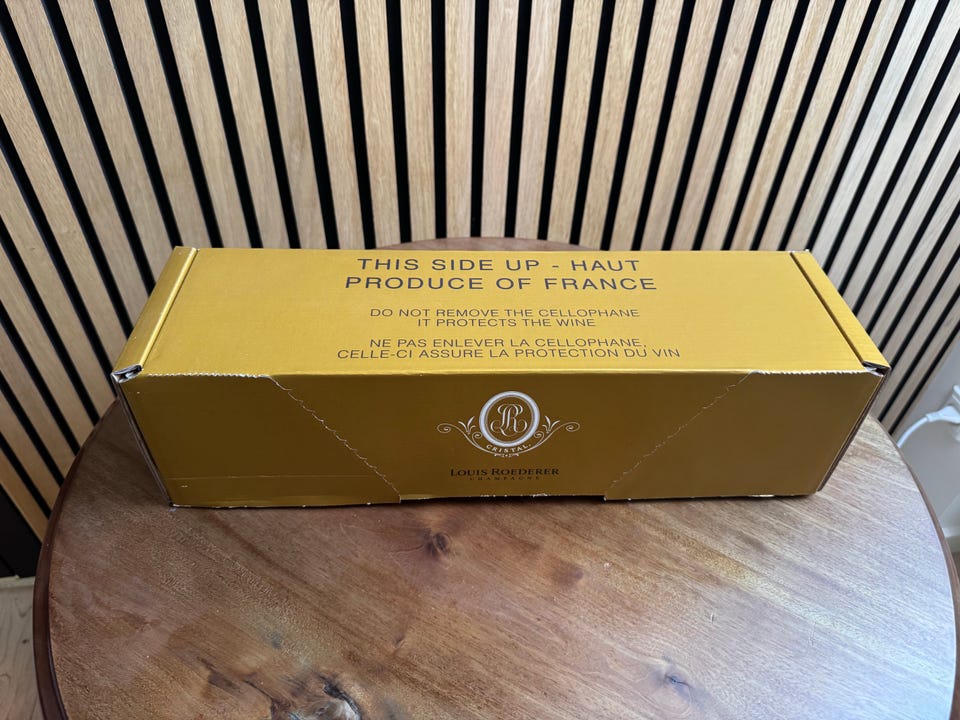 THIS SIDE UP - HAUT
PRODUCE OF FRANCE
DO NOT REMOVE THE CELLOPHANE
IT PROTECTS THE WINE
NE PAS ENLEVER LA CELLOPHANE,
CELLE-CI ASSURE LA PROTECTION DU VIN
LR
CRISTAL
LOUIS ROEDERER
CHAMPAGNE